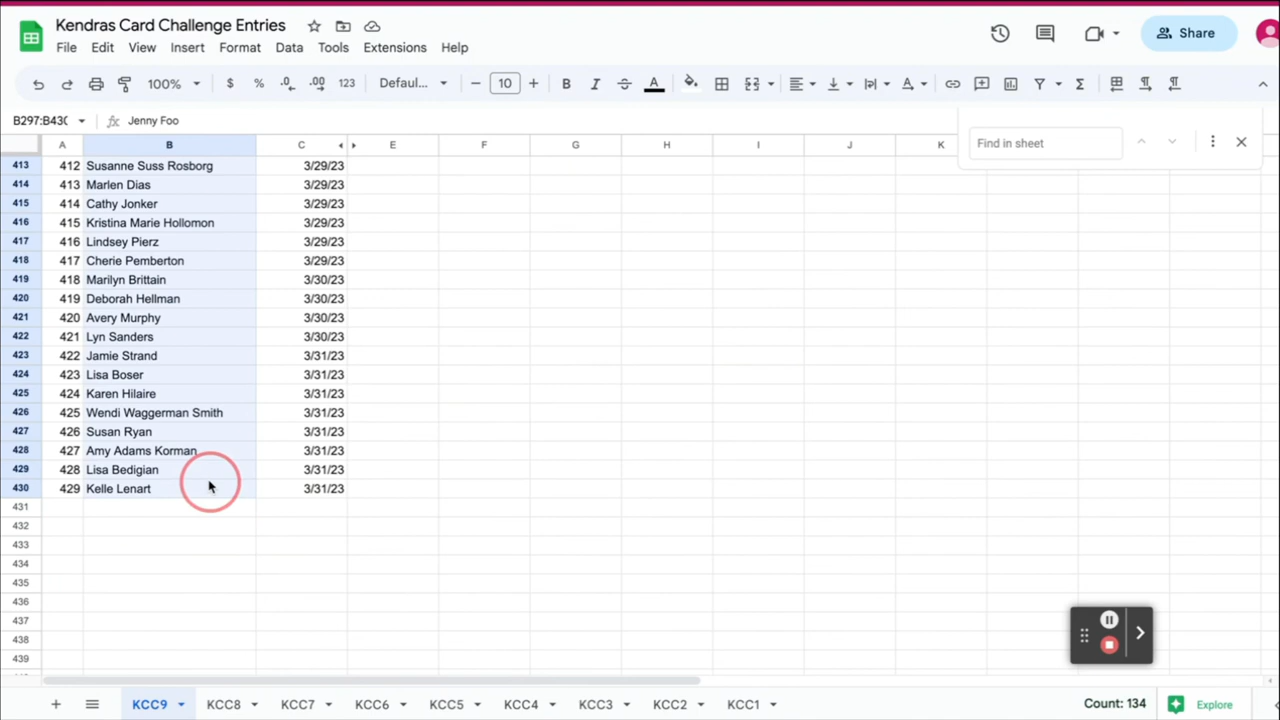 Kendras Card Challenge Entries
File Edit View Insert Format Data Tools Extensions Help
Share
100% $ % .0 .00 123 Defaul... − 10 + B I S A Σ
B297:B430 fx Jenny Foo
Find in sheet
A B C E F G H I J K
413 412 Susanne Suss Rosborg 3/29/23
414 413 Marlen Dias 3/29/23
415 414 Cathy Jonker 3/29/23
416 415 Kristina Marie Hollomon 3/29/23
417 416 Lindsey Pierz 3/29/23
418 417 Cherie Pemberton 3/29/23
419 418 Marilyn Brittain 3/30/23
420 419 Deborah Hellman 3/30/23
421 420 Avery Murphy 3/30/23
422 421 Lyn Sanders 3/30/23
423 422 Jamie Strand 3/31/23
424 423 Lisa Boser 3/31/23
425 424 Karen Hilaire 3/31/23
426 425 Wendi Waggerman Smith 3/31/23
427 426 Susan Ryan 3/31/23
428 427 Amy Adams Korman 3/31/23
429 428 Lisa Bedigian 3/31/23
430 429 Kelle Lenart 3/31/23
431
432
433
434
435
436
437
438
439
+ KCC9 KCC8 KCC7 KCC6 KCC5 KCC4 KCC3 KCC2 KCC1 Count: 134 Explore